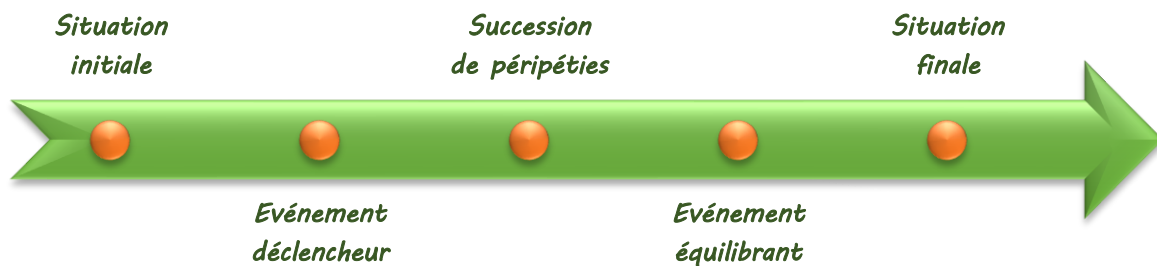 Situation
initiale
Evénement
déclencheur
Succession
de péripéties
Evénement
équilibrant
Situation
finale